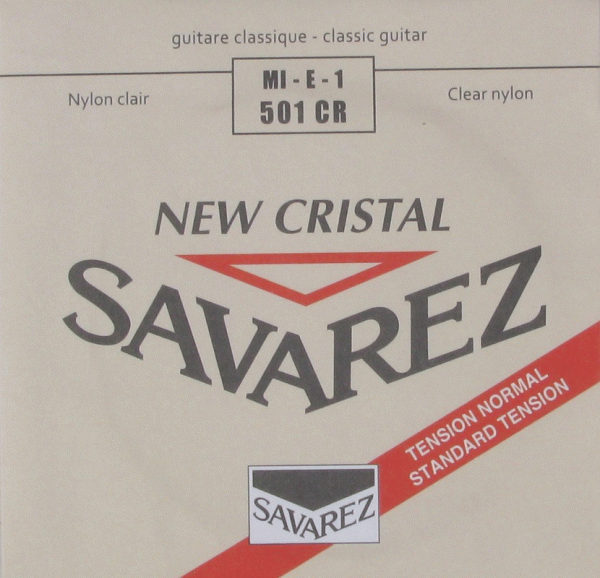 guitare classique - classic guitar
MI - E - 1
501 CR
Nylon clair
Clear nylon
NEW CRISTAL
SAVAREZ
TENSION NORMAL
STANDARD TENSION
SAVAREZ